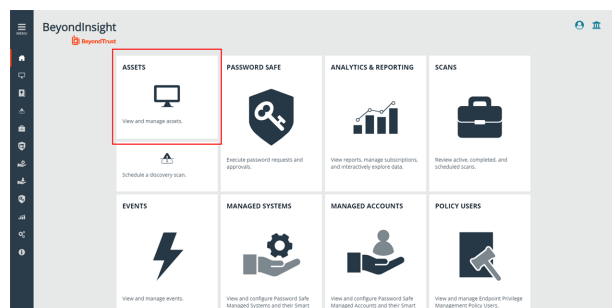 MENU
BeyondInsight
BeyondTrust
ASSETS
View and manage assets.
Schedule a discovery scan.
PASSWORD SAFE
Execute password requests and
approvals.
ANALYTICS & REPORTING
View reports, manage subscriptions,
and interactively explore data.
SCANS
Review active, completed, and
scheduled scans.
EVENTS
View and manage events.
MANAGED SYSTEMS
View and configure Password Safe
Managed Systems and their Smart
MANAGED ACCOUNTS
View and configure Password Safe
Managed Accounts and their Smart
POLICY USERS
View and manage Endpoint Privilege
Management Policy Users.